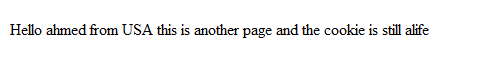 Hello ahmed from USA this is another page and the cookie is still alife